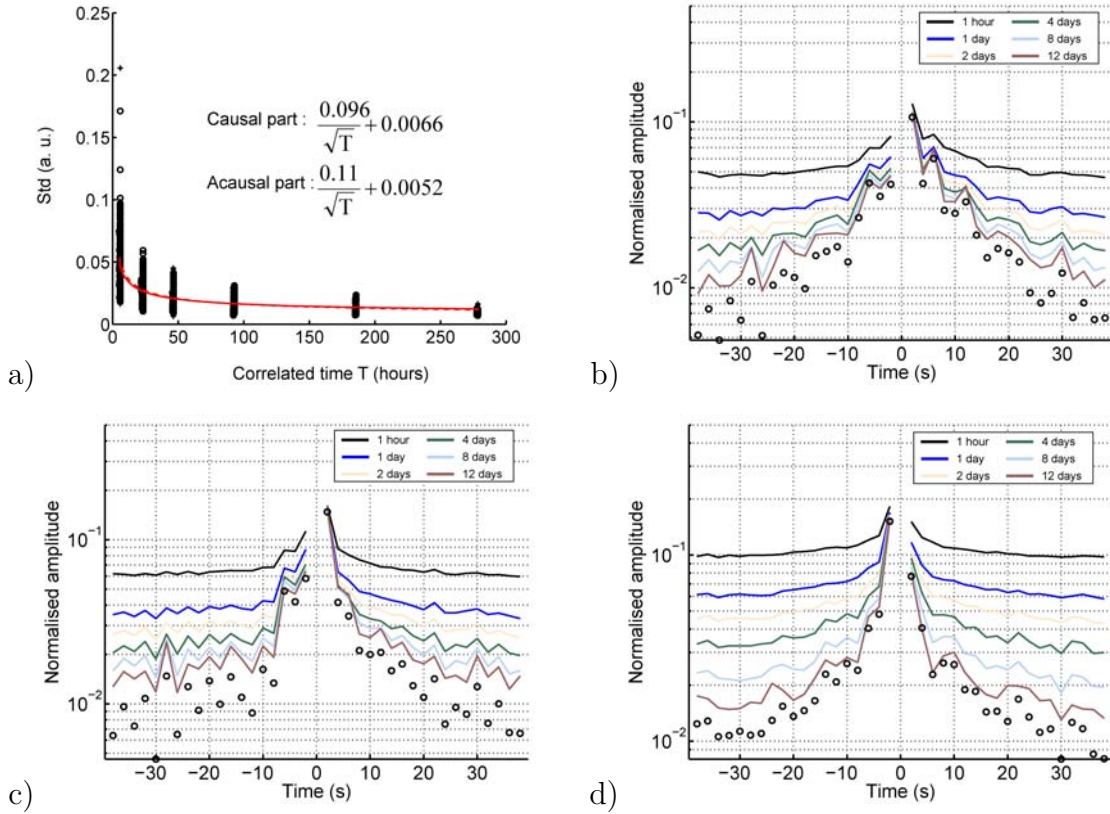 0.25
0.2
0.15
0.1
0.05
0
Std (a. u.)
Causal part : 0.096 / √T + 0.0066
Acausal part : 0.11 / √T + 0.0052
0 50 100 150 200 250 300
Correlated time T (hours)
a)
1 hour 4 days
1 day 8 days
2 days 12 days
10⁻¹
10⁻²
Normalised amplitude
−30 −20 −10 0 10 20 30
Time (s)
b)
1 hour 4 days
1 day 8 days
2 days 12 days
10⁻¹
10⁻²
Normalised amplitude
−30 −20 −10 0 10 20 30
Time (s)
c)
1 hour 4 days
1 day 8 days
2 days 12 days
10⁻¹
10⁻²
Normalised amplitude
−30 −20 −10 0 10 20 30
Time (s)
d)